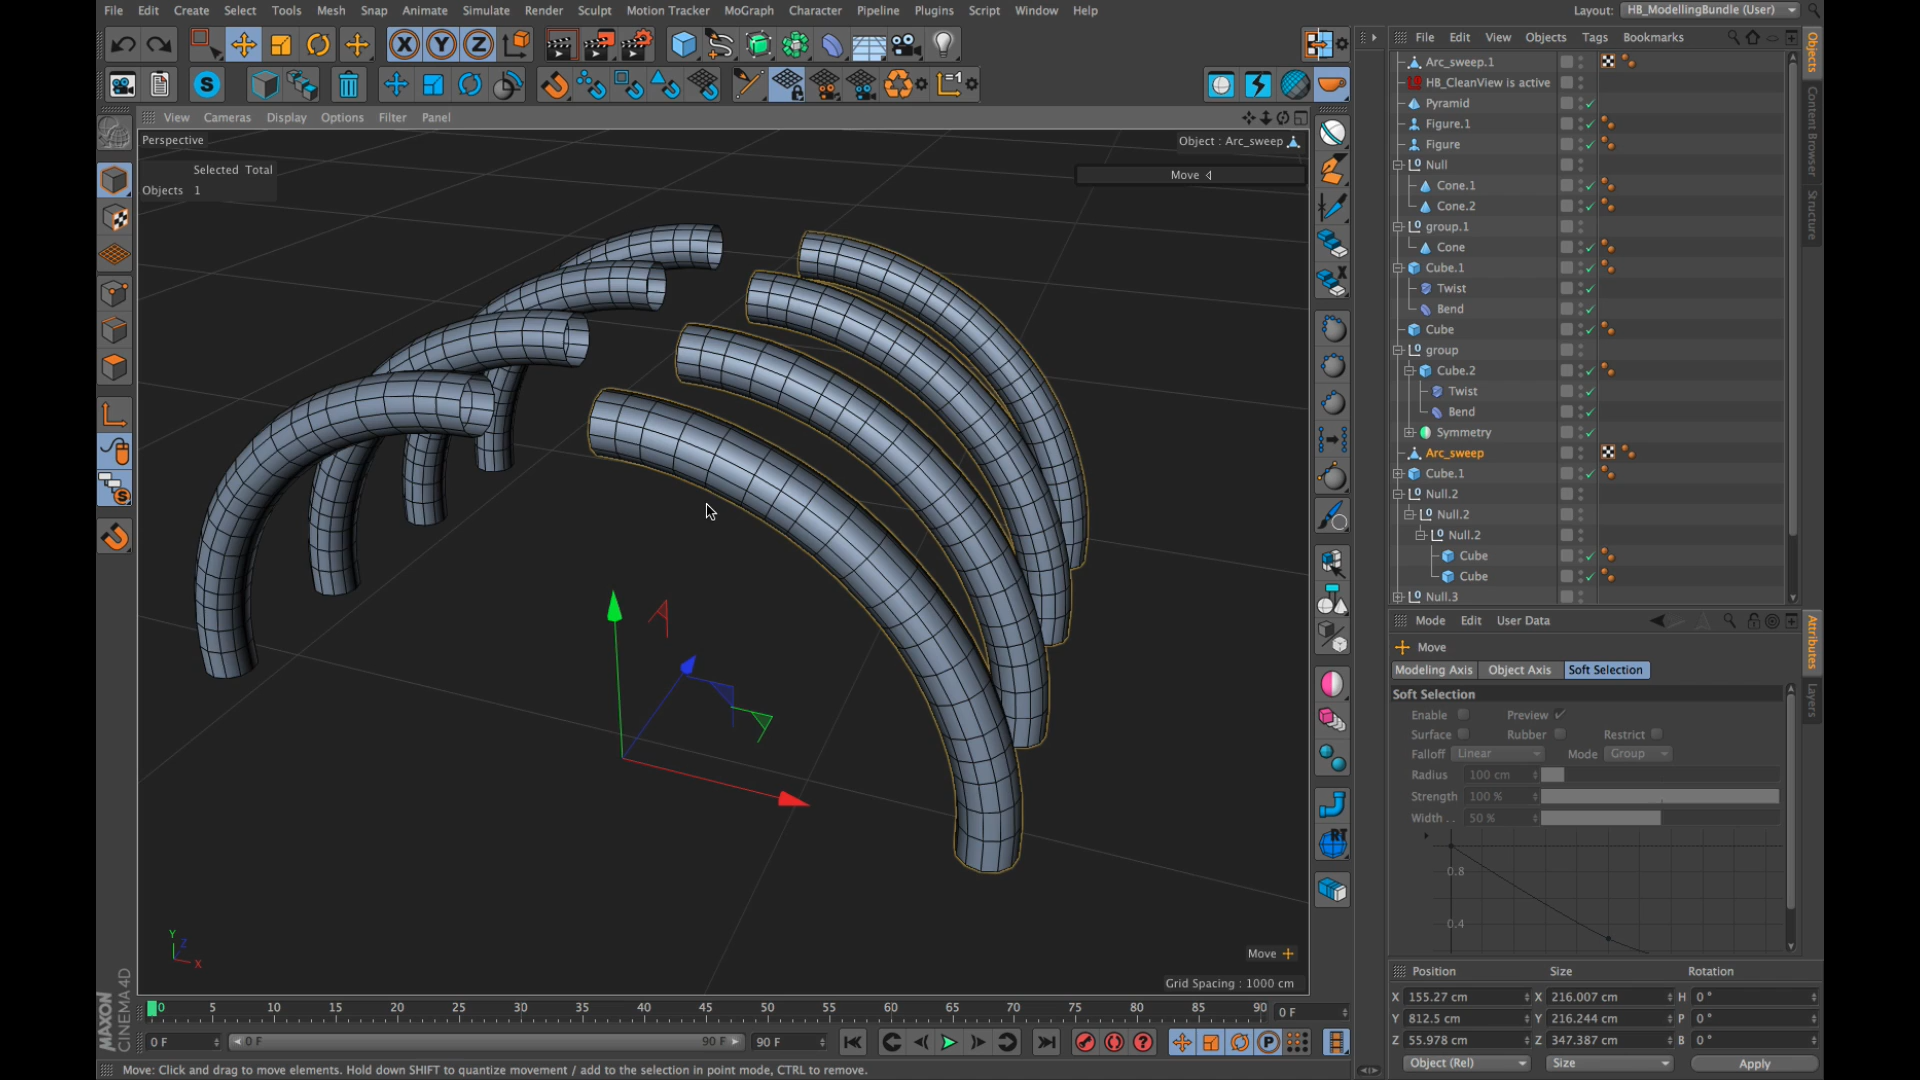 File Edit Create Select Tools Mesh Snap Animate Simulate Render Sculpt Motion Tracker MoGraph Character Pipeline Plugins Script Window Help
Layout: HB_ModellingBundle (User)
File Edit View Objects Tags Bookmarks
View Cameras Display Options Filter Panel
Perspective
Object : Arc_sweep
Selected Total
Objects 1
Move
Arc_sweep.1
HB_CleanView is active
Pyramid
Figure.1
Figure
Null
Cone.1
Cone.2
group.1
Cone
Cube.1
Twist
Bend
Cube
group
Cube.2
Twist
Bend
Symmetry
Arc_sweep
Cube.1
Null.2
Null.2
Null.2
Cube
Cube
Null.3
Objects
Content Browser
Structure
Mode Edit User Data
Move
Modeling Axis Object Axis Soft Selection
Soft Selection
Enable Preview
Surface Rubber Restrict
Falloff Linear Mode Group
Radius 100 cm
Strength 100 %
Width . . 50 %
0.8
0.4
Attributes
Layers
Y
Z
X
Move
Grid Spacing : 1000 cm
MAXON
CINEMA4D
0 5 10 15 20 25 30 35 40 45 50 55 60 65 70 75 80 85 90 0 F
0 F 0 F 90 F 90 F
Position Size Rotation
X 155.27 cm X 216.007 cm H 0 °
Y 812.5 cm Y 216.244 cm P 0 °
Z 55.978 cm Z 347.387 cm B 0 °
Object (Rel) Size Apply
Move: Click and drag to move elements. Hold down SHIFT to quantize movement / add to the selection in point mode, CTRL to remove.